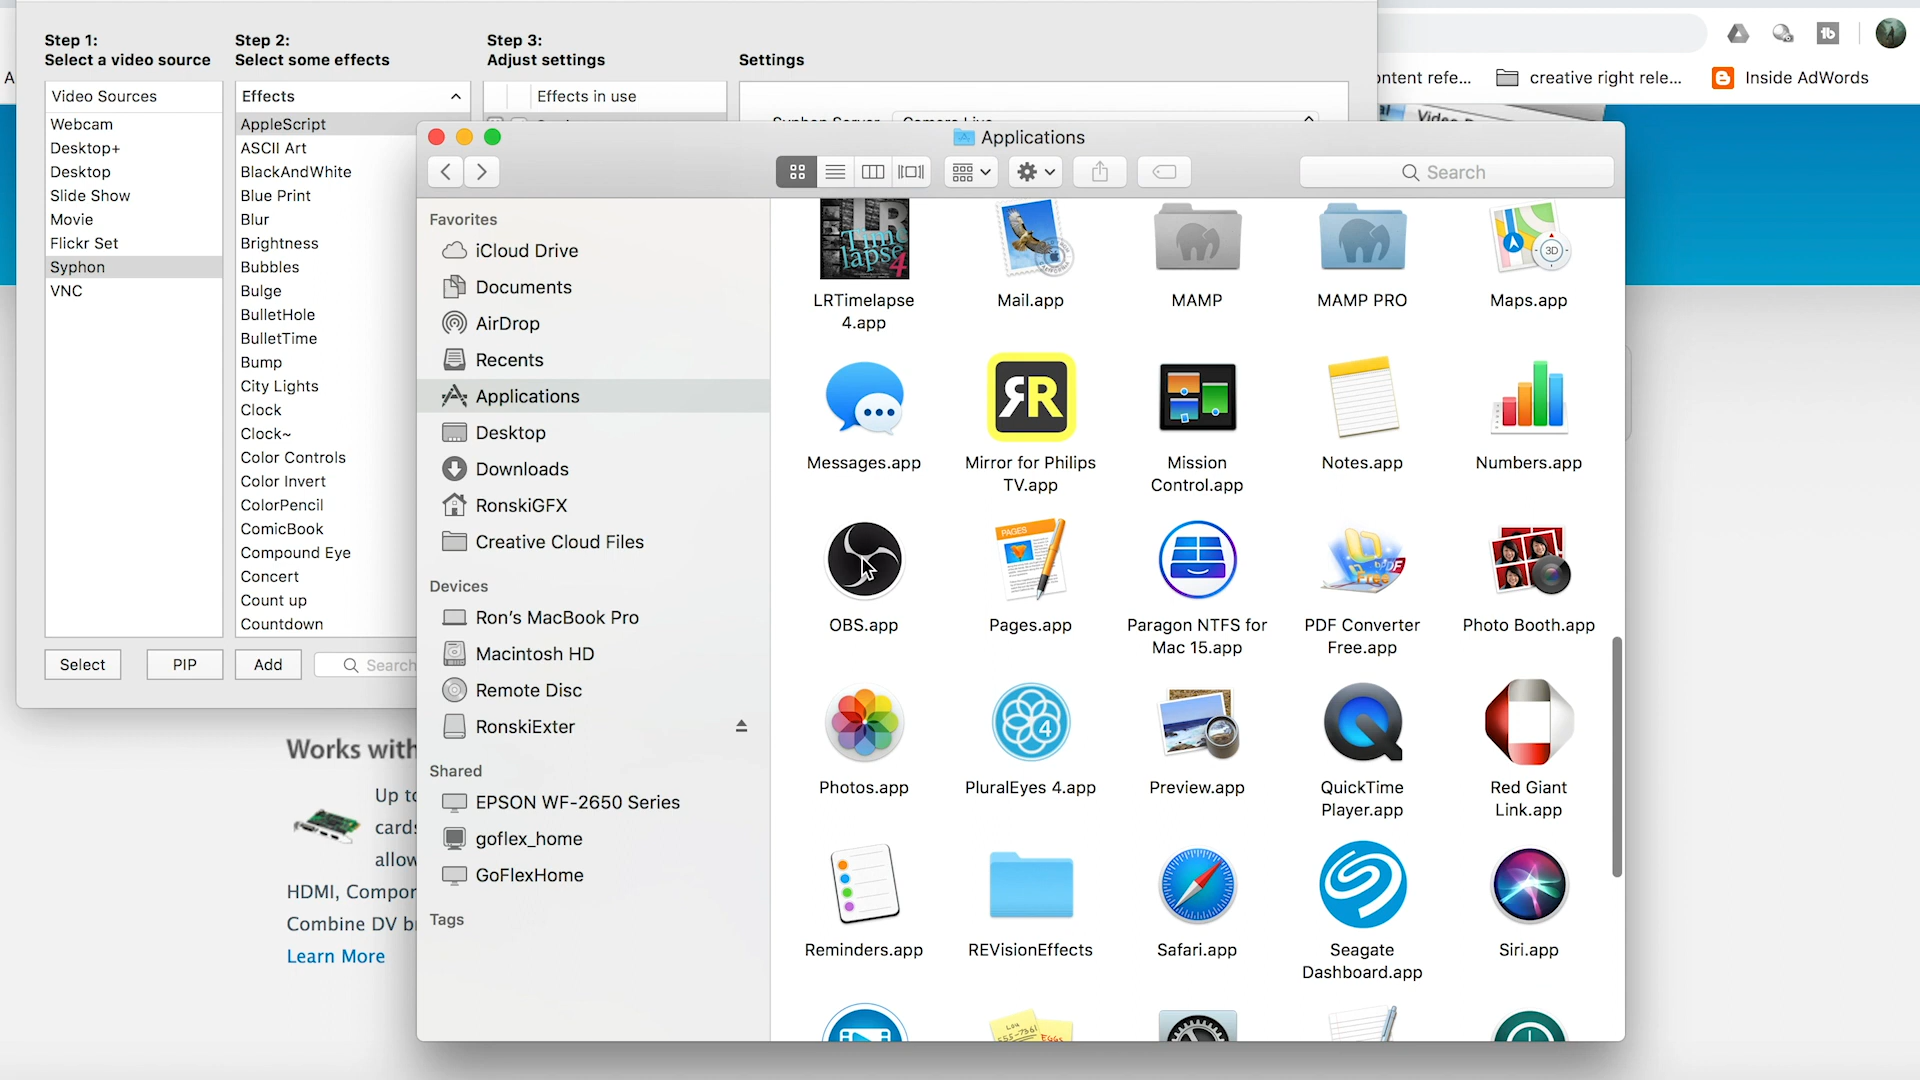 Step 1:
Select a video source
Step 2:
Select some effects
Step 3:
Adjust settings
Settings
Video Sources
Webcam
Desktop+
Desktop
Slide Show
Movie
Flickr Set
Syphon
VNC
Effects
AppleScript
ASCII Art
BlackAndWhite
Blue Print
Blur
Brightness
Bubbles
Bulge
BulletHole
BulletTime
Bump
City Lights
Clock
Clock~
Color Controls
Color Invert
ColorPencil
ComicBook
Compound Eye
Concert
Count up
Countdown
Effects in use
Select
PIP
Add
Search
ontent refe...
creative right rele...
Inside AdWords
Applications
Search
Favorites
iCloud Drive
Documents
AirDrop
Recents
Applications
Desktop
Downloads
RonskiGFX
Creative Cloud Files
Devices
Ron's MacBook Pro
Macintosh HD
Remote Disc
RonskiExter
Shared
EPSON WF-2650 Series
goflex_home
GoFlexHome
Tags
LRTimelapse
4.app
Mail.app
MAMP
MAMP PRO
Maps.app
3D
Messages.app
Mirror for Philips
TV.app
Mission
Control.app
Notes.app
Numbers.app
PAGES
OBS.app
Pages.app
Paragon NTFS for
Mac 15.app
PDF Converter
Free.app
Photo Booth.app
4
Photos.app
PluralEyes 4.app
Preview.app
QuickTime
Player.app
Red Giant
Link.app
Reminders.app
REVisionEffects
Safari.app
Seagate
Dashboard.app
Siri.app
Works with
Up to
cards
allow
HDMI, Compor
Combine DV b
Learn More